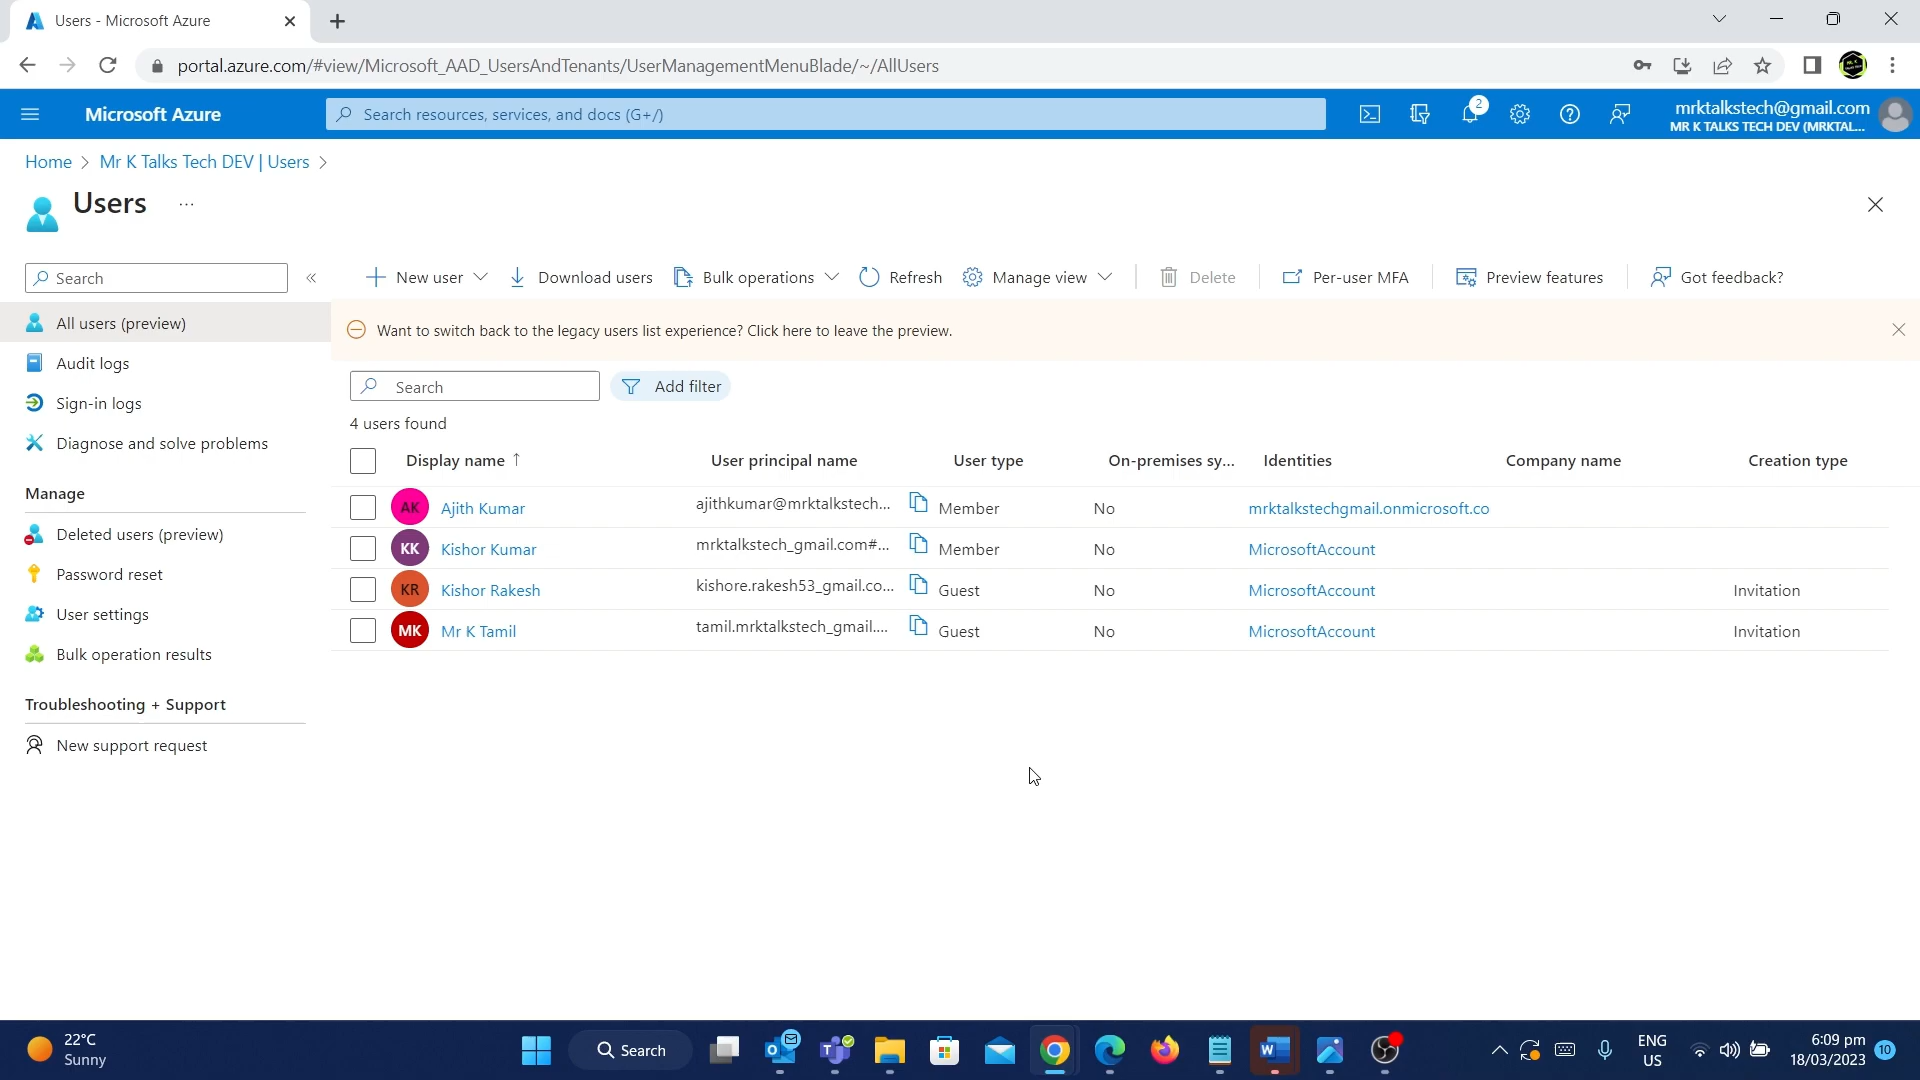 Users - Microsoft Azure
portal.azure.com/#view/Microsoft_AAD_UsersAndTenants/UserManagementMenuBlade/~/AllUsers
Microsoft Azure
Search resources, services, and docs (G+/)
2
mrktalkstech@gmail.com
MR K TALKS TECH DEV (MRKTAL...
Home > Mr K Talks Tech DEV | Users >
Users ...
Search
All users (preview)
Audit logs
Sign-in logs
Diagnose and solve problems
Manage
Deleted users (preview)
Password reset
User settings
Bulk operation results
Troubleshooting + Support
New support request
New user Download users Bulk operations Refresh Manage view Delete Per-user MFA Preview features Got feedback?
Want to switch back to the legacy users list experience? Click here to leave the preview.
Search Add filter
4 users found
Display name ↑ User principal name User type On-premises sy... Identities Company name Creation type
AK Ajith Kumar ajithkumar@mrktalkstech... Member No mrktalkstechgmail.onmicrosoft.co
KK Kishor Kumar mrktalkstech_gmail.com#... Member No MicrosoftAccount
KR Kishor Rakesh kishore.rakesh53_gmail.co... Guest No MicrosoftAccount Invitation
MK Mr K Tamil tamil.mrktalkstech_gmail.... Guest No MicrosoftAccount Invitation
22°C
Sunny
Search
ENG
US
6:09 pm
18/03/2023
10